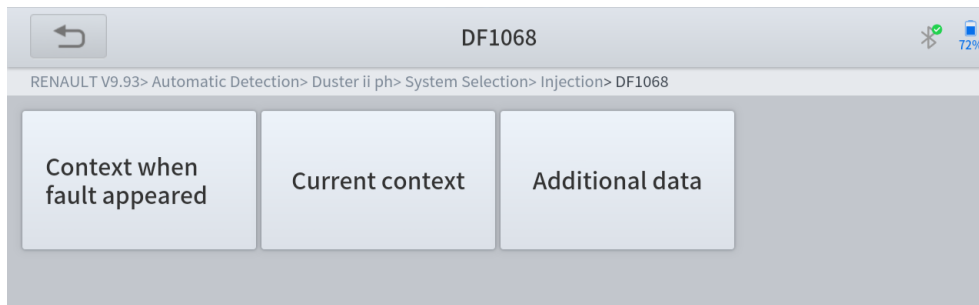 DF1068
72%
RENAULT V9.93> Automatic Detection> Duster ii ph> System Selection> Injection> DF1068
Context when
fault appeared
Current context
Additional data